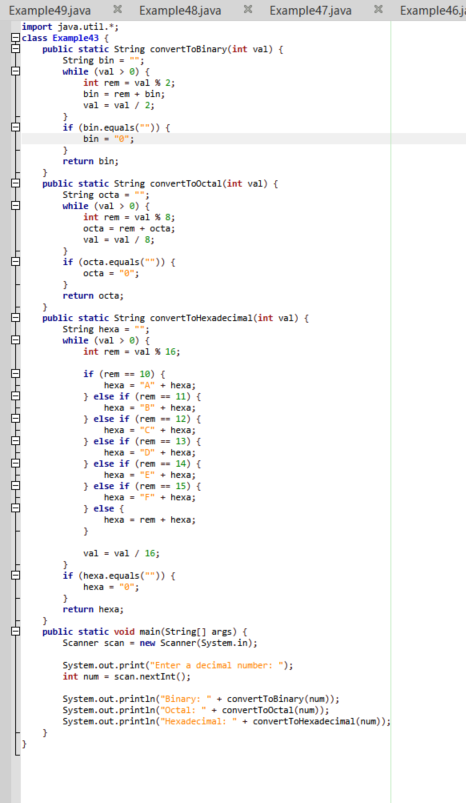 Example49.java Example48.java Example47.java Example46.ja
import java.util.*;
class Example43 {
    public static String convertToBinary(int val) {
        String bin = "";
        while (val > 0) {
            int rem = val % 2;
            bin = rem + bin;
            val = val / 2;
        }
        if (bin.equals("")) {
            bin = "0";
        }
        return bin;
    }
    public static String convertToOctal(int val) {
        String octa = "";
        while (val > 0) {
            int rem = val % 8;
            octa = rem + octa;
            val = val / 8;
        }
        if (octa.equals("")) {
            octa = "0";
        }
        return octa;
    }
    public static String convertToHexadecimal(int val) {
        String hexa = "";
        while (val > 0) {
            int rem = val % 16;

            if (rem == 10) {
                hexa = "A" + hexa;
            } else if (rem == 11) {
                hexa = "B" + hexa;
            } else if (rem == 12) {
                hexa = "C" + hexa;
            } else if (rem == 13) {
                hexa = "D" + hexa;
            } else if (rem == 14) {
                hexa = "E" + hexa;
            } else if (rem == 15) {
                hexa = "F" + hexa;
            } else {
                hexa = rem + hexa;
            }

            val = val / 16;
        }
        if (hexa.equals("")) {
            hexa = "0";
        }
        return hexa;
    }
    public static void main(String[] args) {
        Scanner scan = new Scanner(System.in);

        System.out.print("Enter a decimal number: ");
        int num = scan.nextInt();

        System.out.println("Binary: " + convertToBinary(num));
        System.out.println("Octal: " + convertToOctal(num));
        System.out.println("Hexadecimal: " + convertToHexadecimal(num));
    }
}